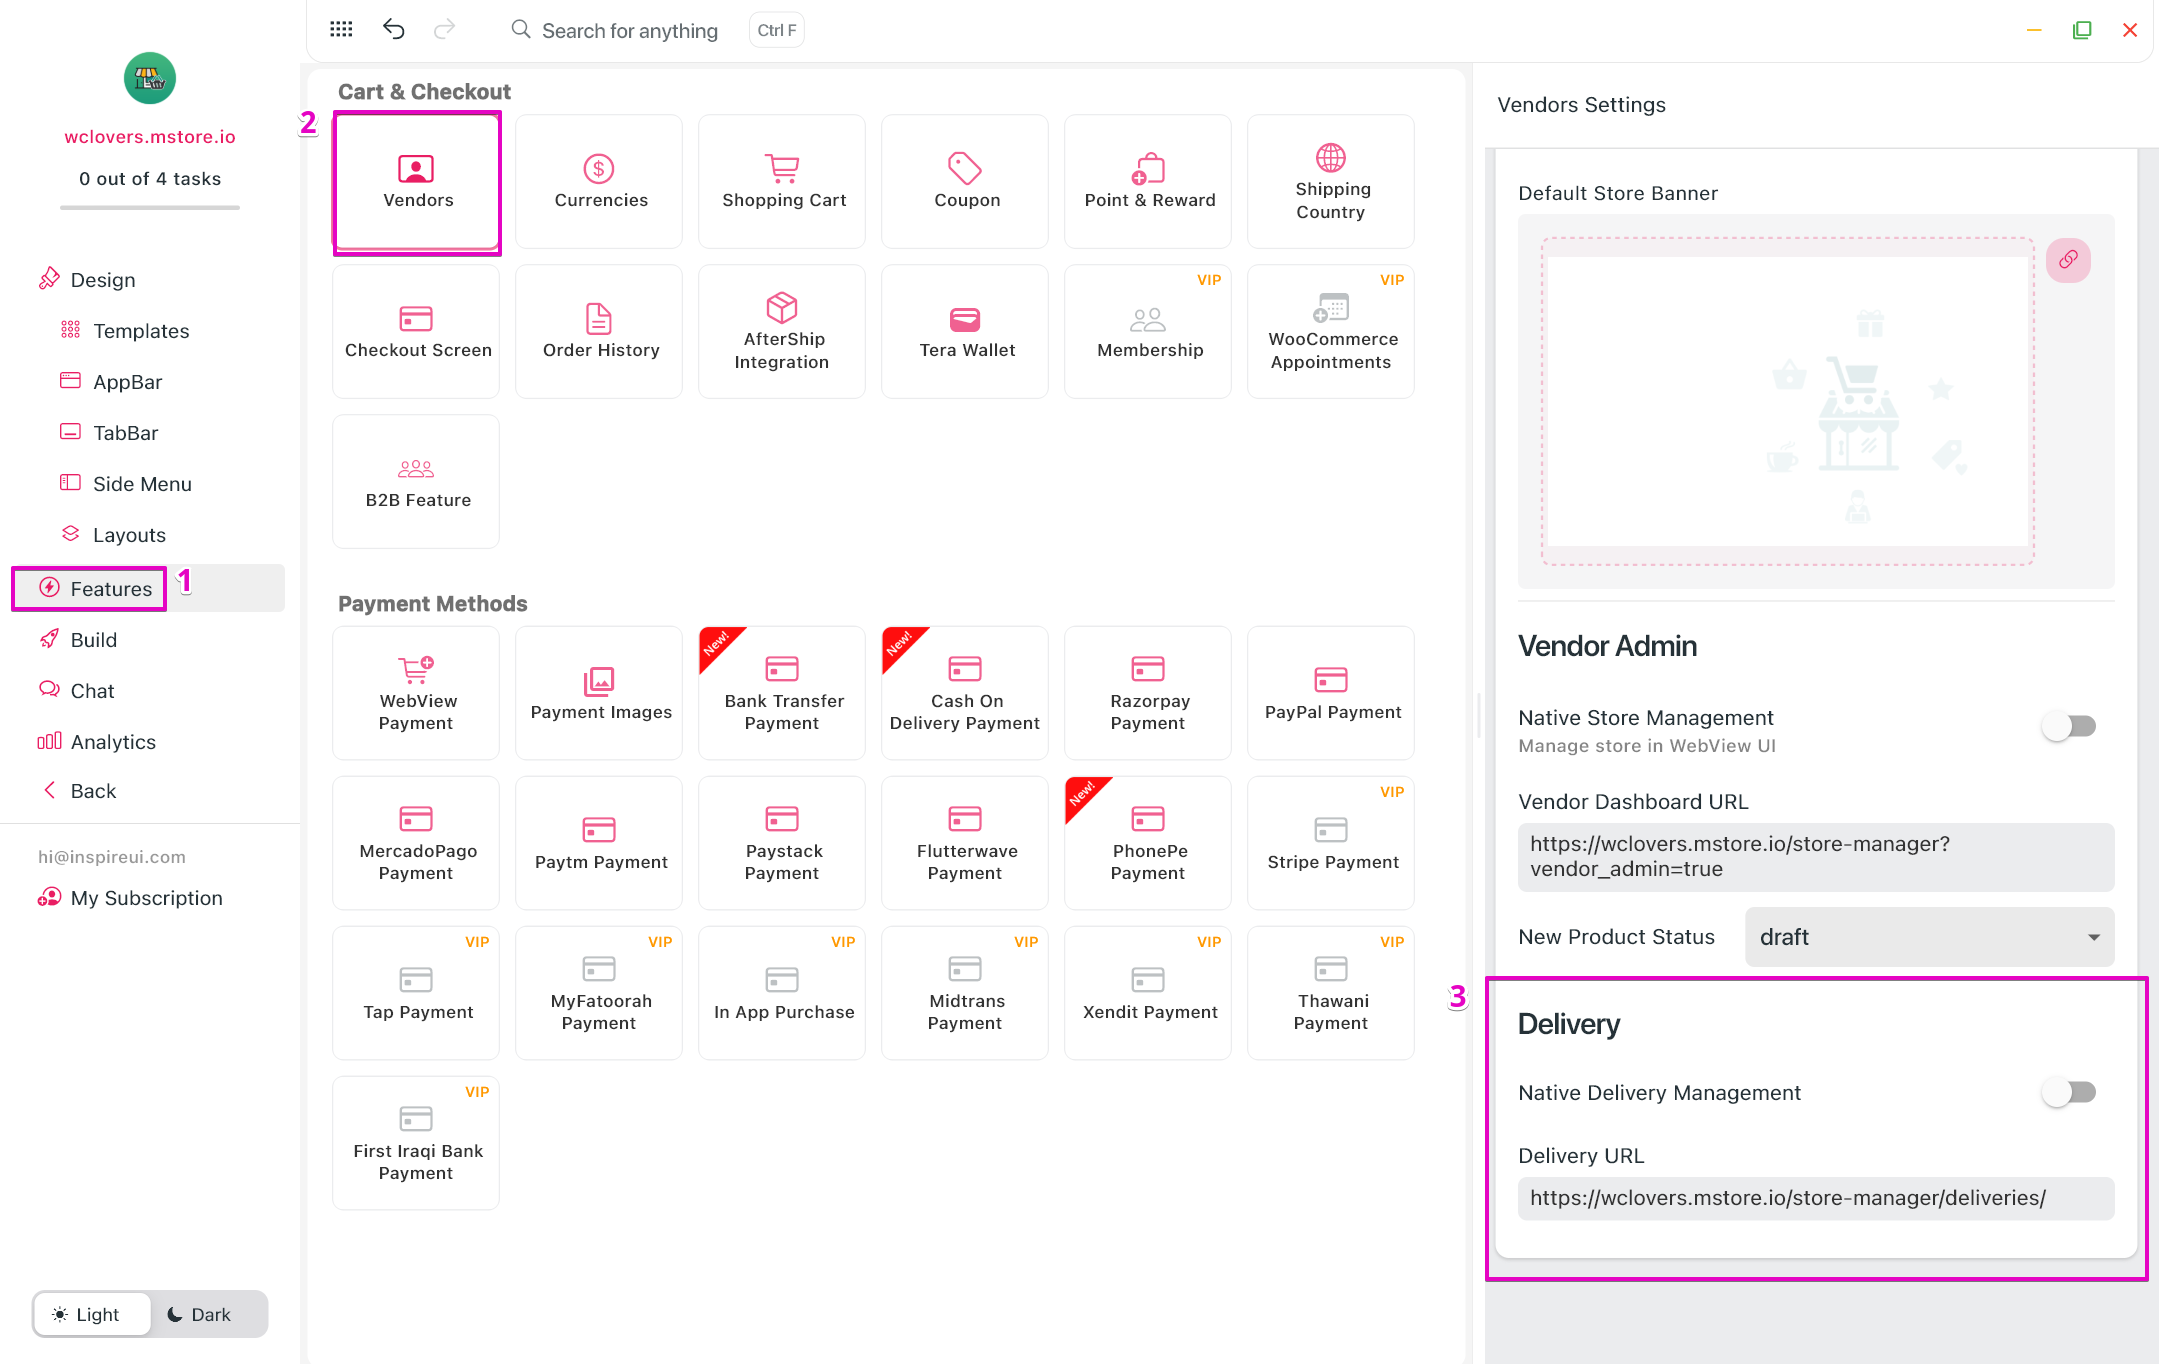 Search for anything
Ctrl F
wclovers.mstore.io
0 out of 4 tasks
Design
Templates
AppBar
TabBar
Side Menu
Layouts
Features
1
Build
Chat
Analytics
Back
hi@inspireui.com
My Subscription
Light
Dark
Cart & Checkout
2
Vendors
Currencies
Shopping Cart
Coupon
Point & Reward
Shipping
Country
Checkout Screen
Order History
AfterShip
Integration
Tera Wallet
VIP
Membership
VIP
WooCommerce
Appointments
B2B Feature
Payment Methods
WebView
Payment
Payment Images
New!
Bank Transfer
Payment
New!
Cash On
Delivery Payment
Razorpay
Payment
PayPal Payment
MercadoPago
Payment
Paytm Payment
Paystack
Payment
Flutterwave
Payment
New!
PhonePe
Payment
VIP
Stripe Payment
VIP
Tap Payment
VIP
MyFatoorah
Payment
VIP
In App Purchase
VIP
Midtrans
Payment
VIP
Xendit Payment
VIP
Thawani
Payment
VIP
First Iraqi Bank
Payment
Vendors Settings
Default Store Banner
Vendor Admin
Native Store Management
Manage store in WebView UI
Vendor Dashboard URL
https://wclovers.mstore.io/store-manager?
vendor_admin=true
New Product Status
draft
3
Delivery
Native Delivery Management
Delivery URL
https://wclovers.mstore.io/store-manager/deliveries/